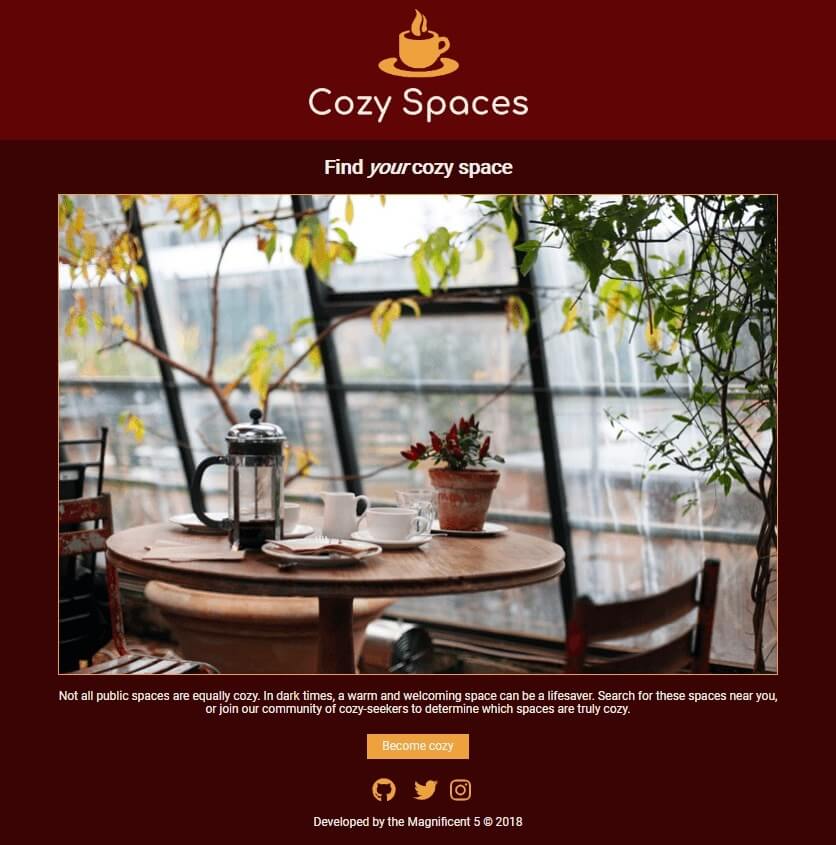 Cozy Spaces
Find your cozy space
Not all public spaces are equally cozy. In dark times, a warm and welcoming space can be a lifesaver. Search for these spaces near you,
or join our community of cozy-seekers to determine which spaces are truly cozy.
Become cozy
Developed by the Magnificent 5 © 2018